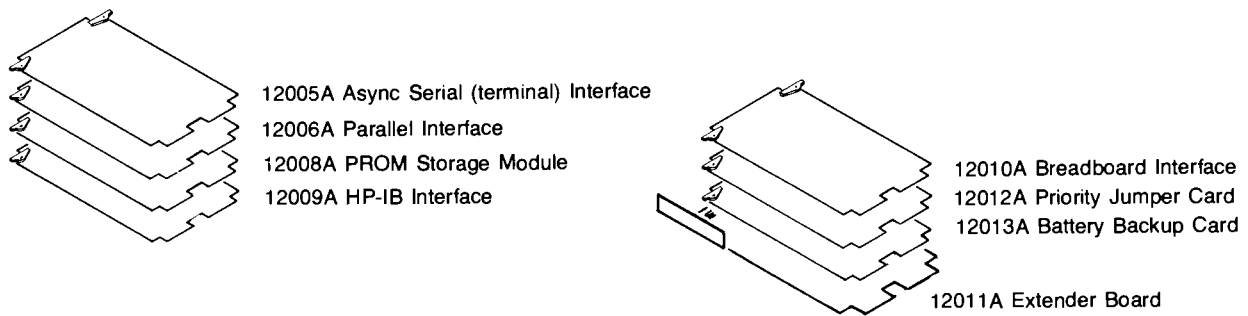 12005A Async Serial (terminal) Interface
12006A Parallel Interface
12008A PROM Storage Module
12009A HP-IB Interface
12010A Breadboard Interface
12012A Priority Jumper Card
12013A Battery Backup Card
12011A Extender Board